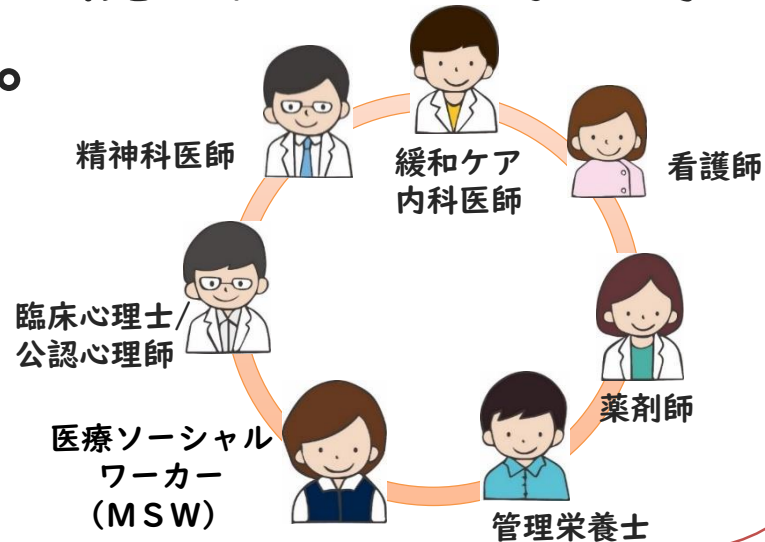 。
緩和ケア
内科医師
看護師
薬剤師
管理栄養士
医療ソーシャル
ワーカー
(ＭＳＷ)
臨床心理士/
公認心理師
精神科医師